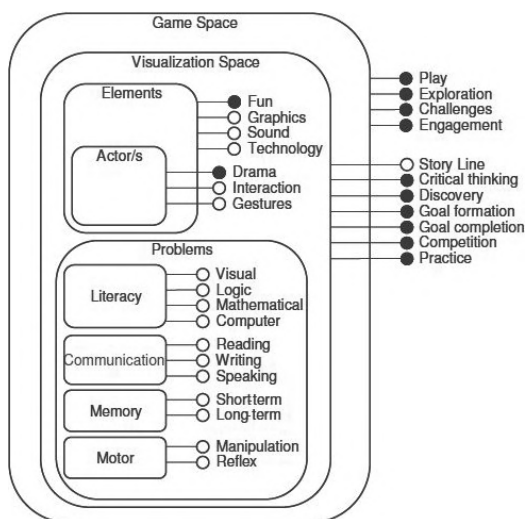 Game Space
Visualization Space
Elements
Fun
Graphics
Sound
Technology
Actor/s
Drama
Interaction
Gestures
Problems
Literacy
Visual
Logic
Mathematical
Computer
Communication
Reading
Writing
Speaking
Memory
Short-term
Long-term
Motor
Manipulation
Reflex
Play
Exploration
Challenges
Engagement
Story Line
Critical thinking
Discovery
Goal formation
Goal completion
Competition
Practice